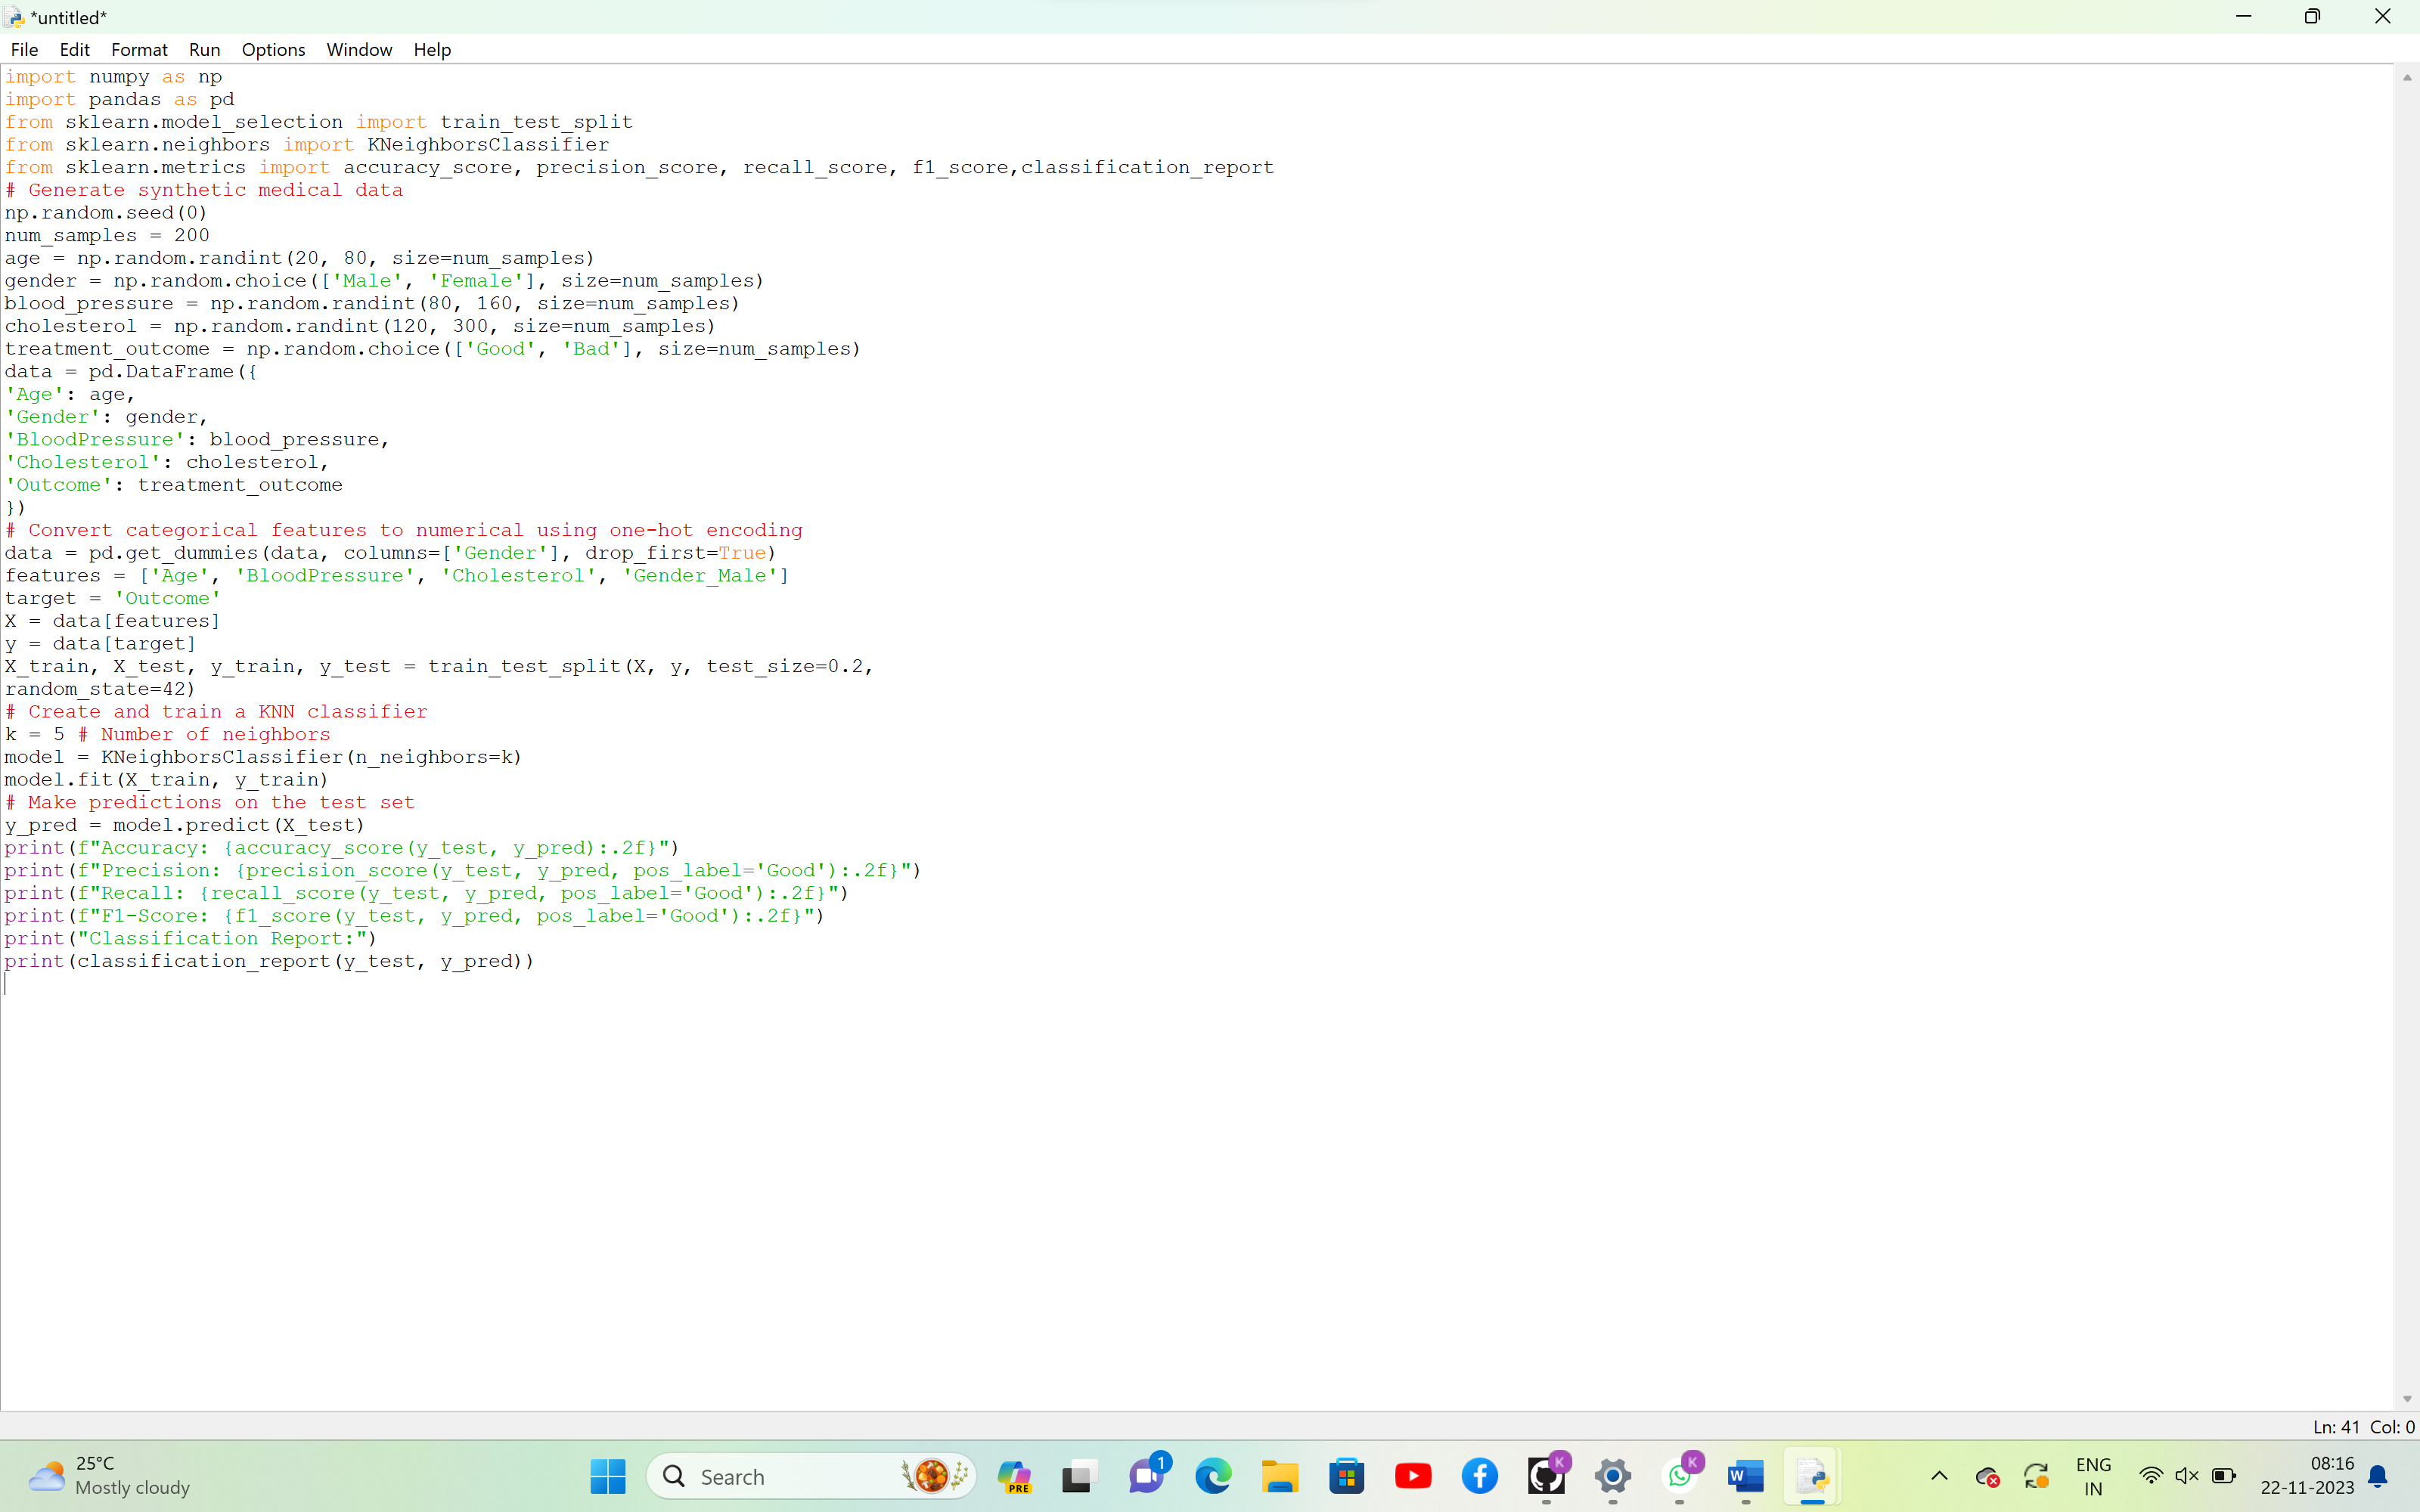 *untitled*
File Edit Format Run Options Window Help
import numpy as np
import pandas as pd
from sklearn.model_selection import train_test_split
from sklearn.neighbors import KNeighborsClassifier
from sklearn.metrics import accuracy_score, precision_score, recall_score, f1_score,classification_report
# Generate synthetic medical data
np.random.seed(0)
num_samples = 200
age = np.random.randint(20, 80, size=num_samples)
gender = np.random.choice(['Male', 'Female'], size=num_samples)
blood_pressure = np.random.randint(80, 160, size=num_samples)
cholesterol = np.random.randint(120, 300, size=num_samples)
treatment_outcome = np.random.choice(['Good', 'Bad'], size=num_samples)
data = pd.DataFrame({
'Age': age,
'Gender': gender,
'BloodPressure': blood_pressure,
'Cholesterol': cholesterol,
'Outcome': treatment_outcome
})
# Convert categorical features to numerical using one-hot encoding
data = pd.get_dummies(data, columns=['Gender'], drop_first=True)
features = ['Age', 'BloodPressure', 'Cholesterol', 'Gender_Male']
target = 'Outcome'
X = data[features]
y = data[target]
X_train, X_test, y_train, y_test = train_test_split(X, y, test_size=0.2,
random_state=42)
# Create and train a KNN classifier
k = 5 # Number of neighbors
model = KNeighborsClassifier(n_neighbors=k)
model.fit(X_train, y_train)
# Make predictions on the test set
y_pred = model.predict(X_test)
print(f"Accuracy: {accuracy_score(y_test, y_pred):.2f}")
print(f"Precision: {precision_score(y_test, y_pred, pos_label='Good'):.2f}")
print(f"Recall: {recall_score(y_test, y_pred, pos_label='Good'):.2f}")
print(f"F1-Score: {f1_score(y_test, y_pred, pos_label='Good'):.2f}")
print("Classification Report:")
print(classification_report(y_test, y_pred))
Ln: 41 Col: 0
25°C
Mostly cloudy
Search
PRE
1
K
K
W
ENG
IN
08:16
22-11-2023